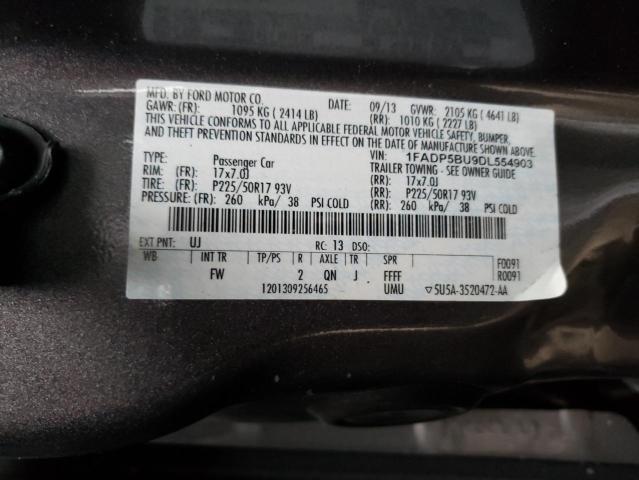 MFD. BY FORD MOTOR CO.
DATE: 09/13 GVWR: 2105 KG ( 4641 LB)
GAWR: (FR): 1095 KG ( 2414 LB) (RR): 1010 KG ( 2227 LB)
THIS VEHICLE CONFORMS TO ALL APPLICABLE FEDERAL MOTOR VEHICLE SAFETY, BUMPER,
AND THEFT PREVENTION STANDARDS IN EFFECT ON THE DATE OF MANUFACTURE SHOWN ABOVE.
VIN: 1FADP5BU9DL554903
TYPE: Passenger Car TRAILER TOWING - SEE OWNER GUIDE
RIM: (FR): 17x7.0J (RR): 17x7.0J
TIRE: (FR): P225/50R17 93V (RR): P225/50R17 93V
PRESSURE: (FR): 260 kPa/ 38 PSI COLD (RR): 260 kPa/ 38 PSI COLD
EXT PNT: UJ RC: 13 DSO:
WB INT TR TP/PS R AXLE TR SPR F0091
FW 2 QN J FFFF R0091
1201309256465 UMU ▽5U5A-3520472-AA